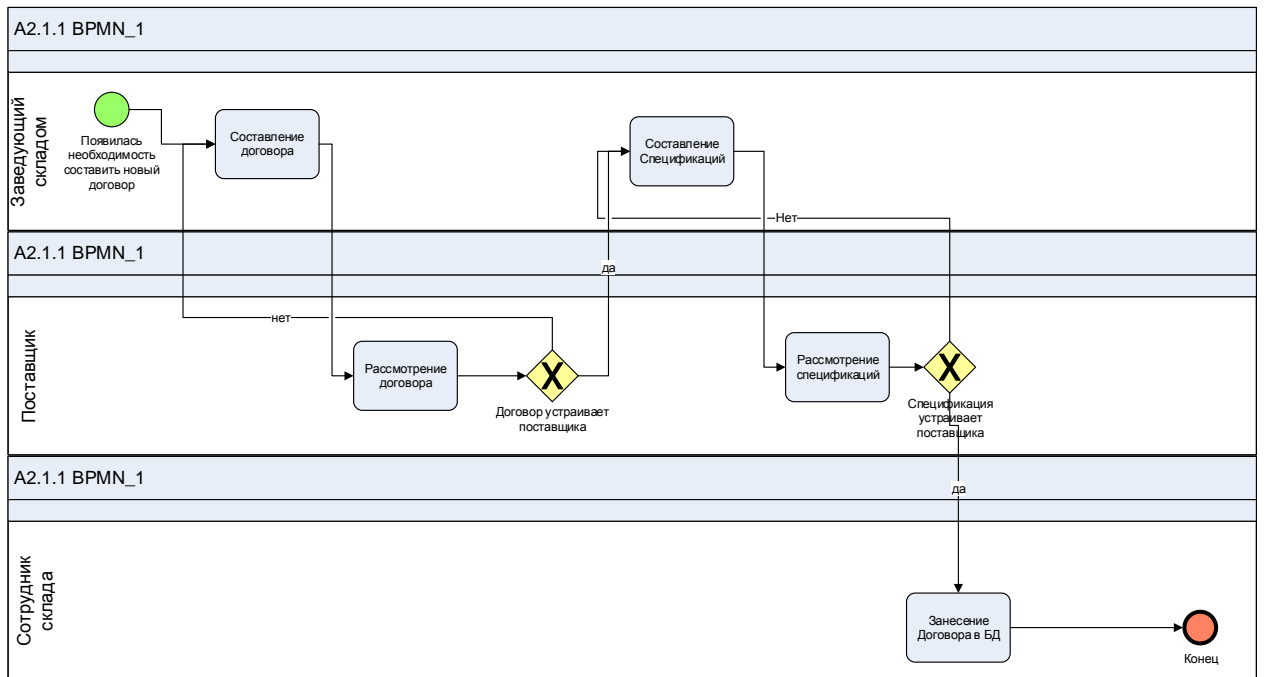 A2.1.1 BPMN_1
Заведующий
складом
Появилась
необходимость
составить новый
договор
Составление
договора
Составление
Спецификаций
Нет
A2.1.1 BPMN_1
да
Поставщик
нет
Рассмотрение
договора
Договор устраивает
поставщика
Рассмотрение
спецификаций
Спецификация
устраивает
поставщика
A2.1.1 BPMN_1
да
Сотрудник
склада
Занесение
Договора в БД
Конец